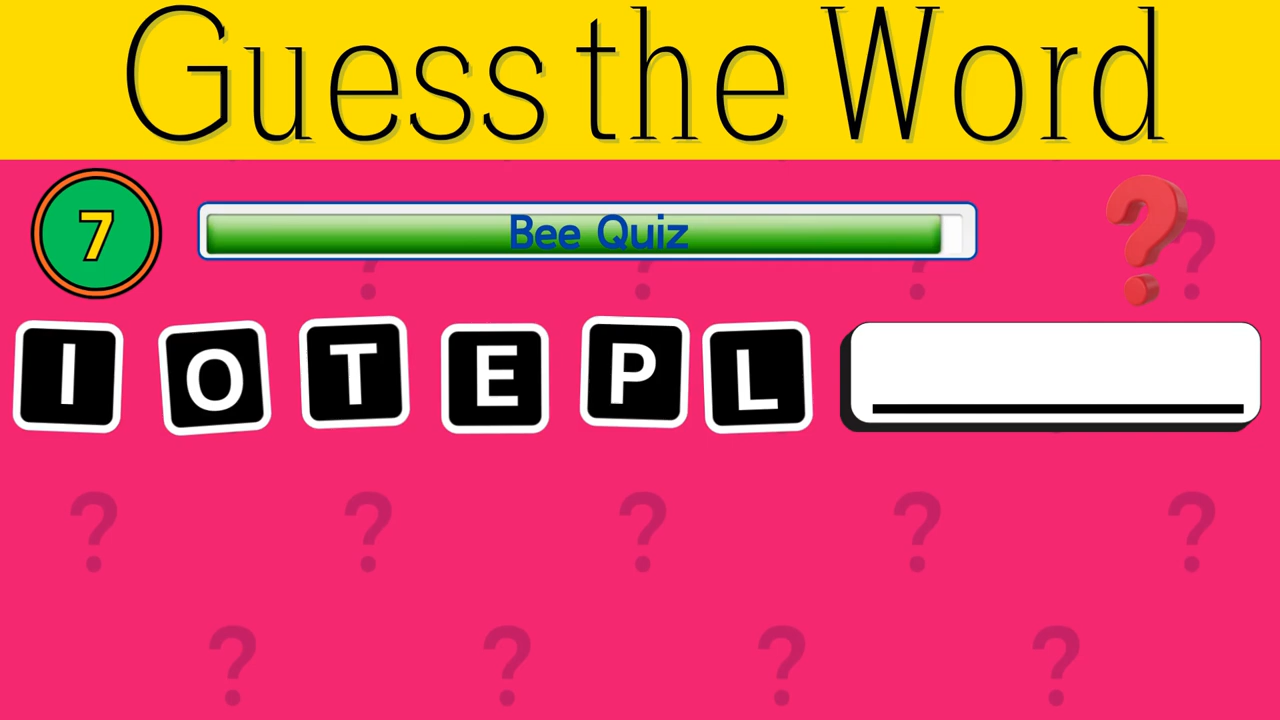 Guess the Word
7
Bee Quiz
?
I O T E P L
? ? ? ? ?
? ? ? ?